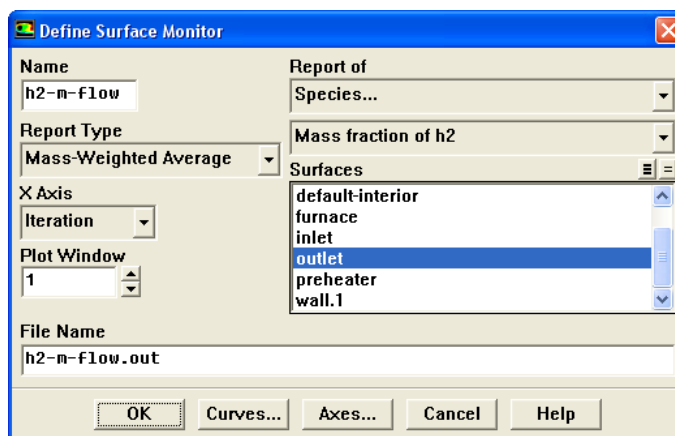 Define Surface Monitor
Name
h2-m-flow
Report Type
Mass-Weighted Average
X Axis
Iteration
Plot Window
1
Report of
Species...
Mass fraction of h2
Surfaces
default-interior
furnace
inlet
outlet
preheater
wall.1
File Name
h2-m-flow.out
OK
Curves...
Axes...
Cancel
Help